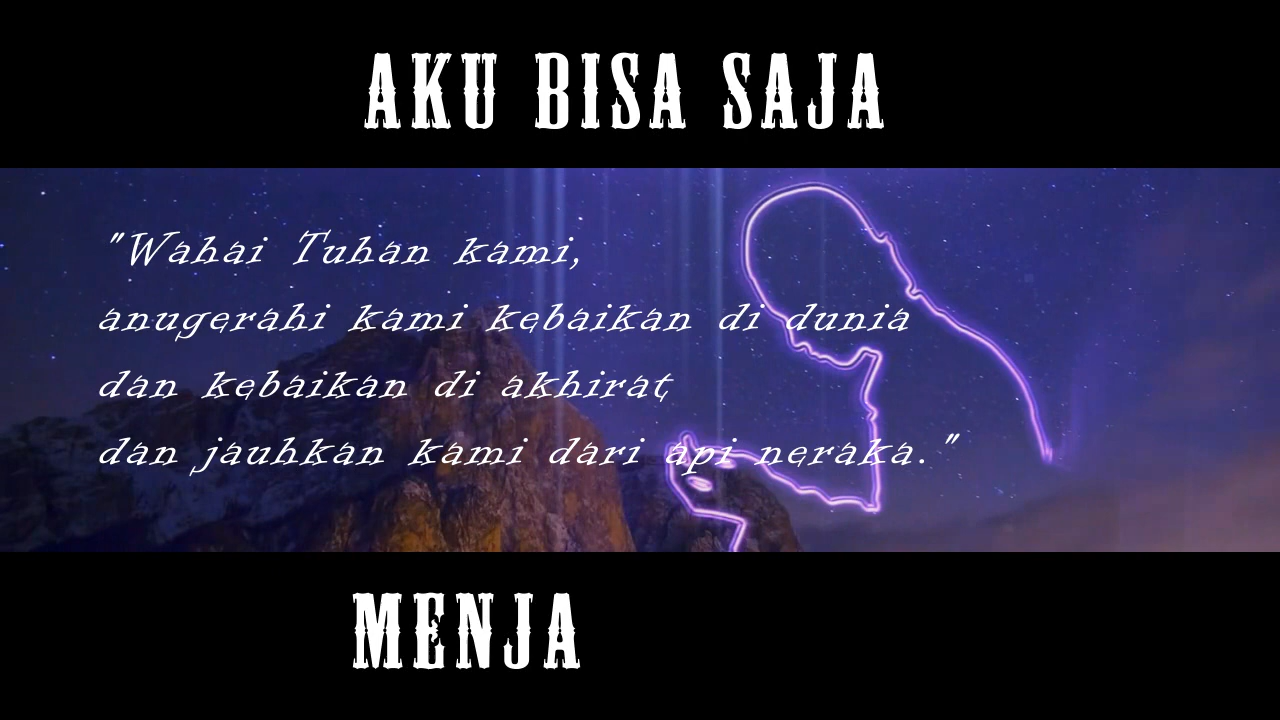 AKU BISA SAJA
"Wahai Tuhan kami,
anugerahi kami kebaikan di dunia
dan kebaikan di akhirat
dan jauhkan kami dari api neraka."
MENJA